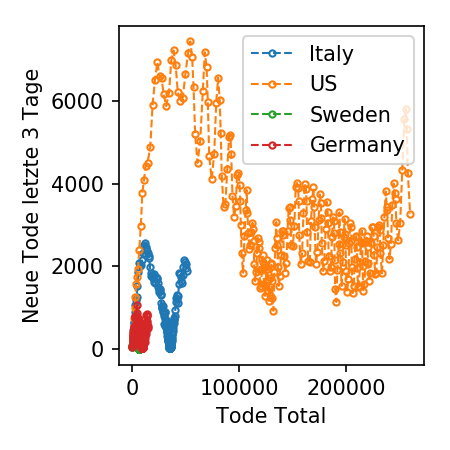 Italy
US
Sweden
Germany
6000
4000
2000
0
Neue Tode letzte 3 Tage
0 100000 200000
Tode Total